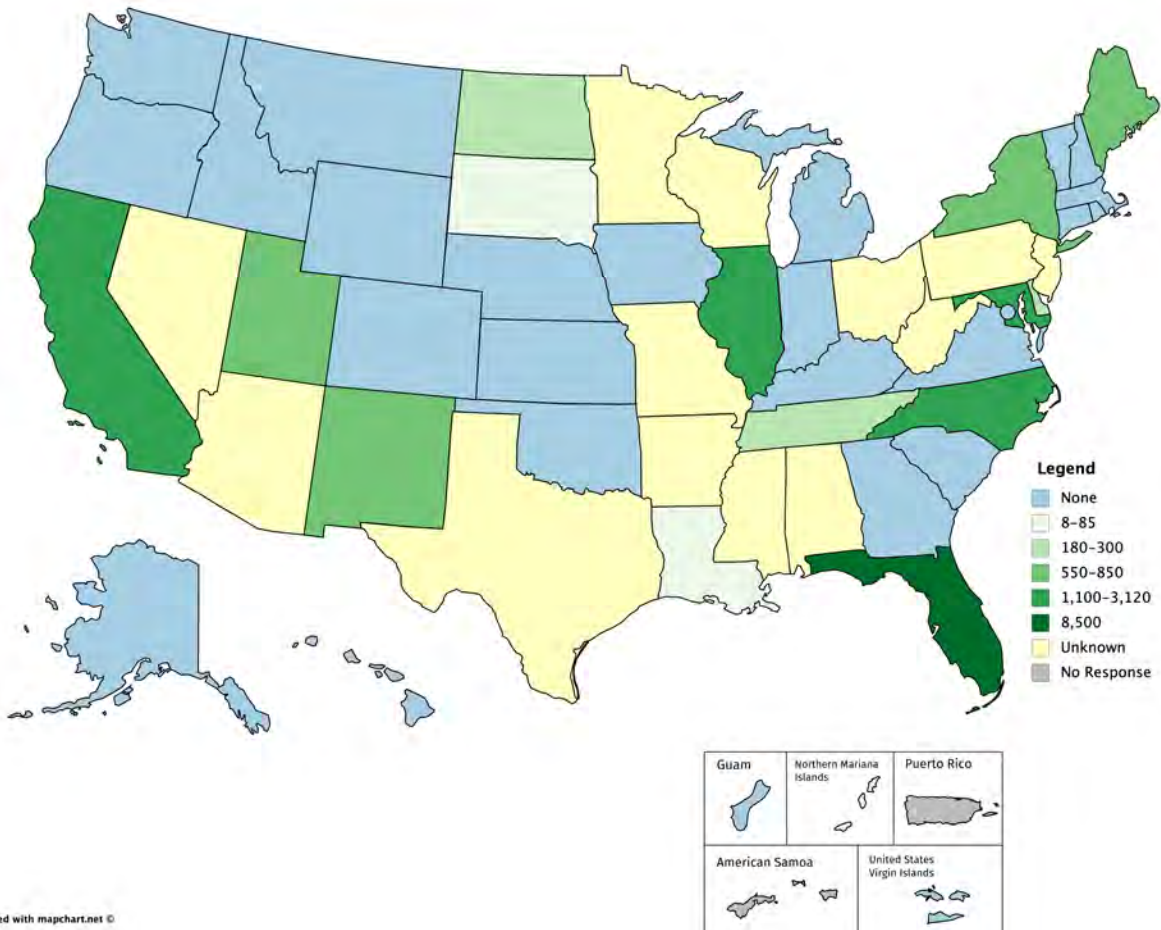 Legend
None
8–85
180–300
550–850
1,100–3,120
8,500
Unknown
No Response
Guam
Northern Mariana
Islands
Puerto Rico
American Samoa
United States
Virgin Islands
ed with mapchart.net ©